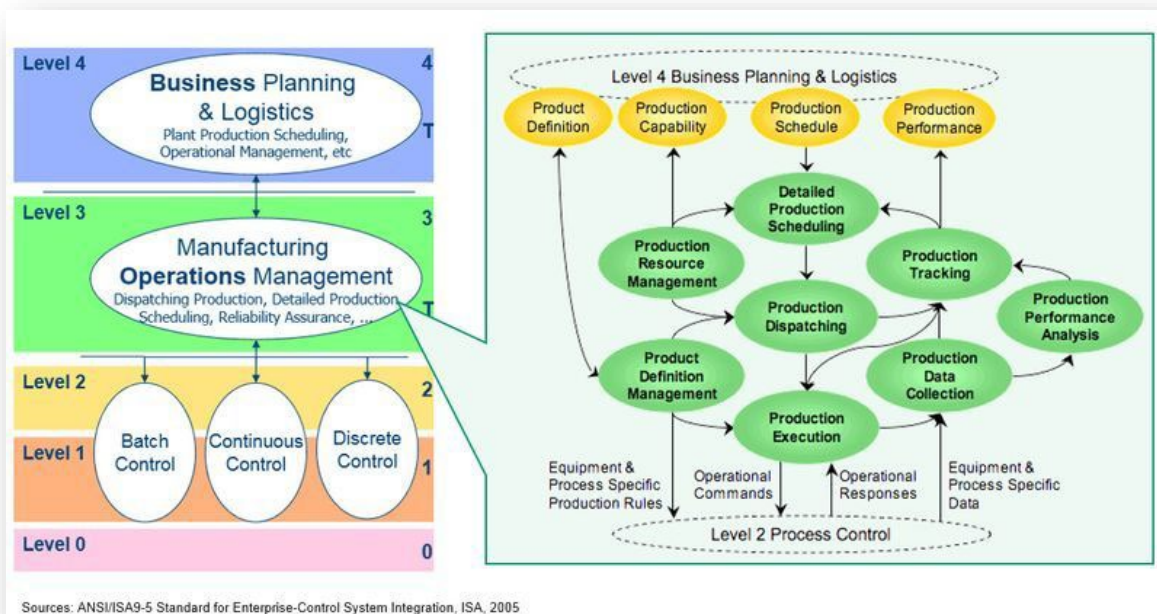 Level 4
4
Business Planning
& Logistics
Plant Production Scheduling,
Operational Management, etc
T
Level 3
3
Manufacturing
Operations Management
Dispatching Production, Detailed Production
Scheduling, Reliability Assurance, ...
T
Level 2
2
Level 1
1
Batch
Control
Continuous
Control
Discrete
Control
Level 0
0
Level 4 Business Planning & Logistics
Product
Definition
Production
Capability
Production
Schedule
Production
Performance
Detailed
Production
Scheduling
Production
Resource
Management
Production
Tracking
Production
Dispatching
Production
Performance
Analysis
Product
Definition
Management
Production
Data
Collection
Production
Execution
Equipment &
Process Specific
Production Rules
Operational
Commands
Operational
Responses
Equipment &
Process Specific
Data
Level 2 Process Control
Sources: ANSI/ISA9-5 Standard for Enterprise-Control System Integration, ISA, 2005